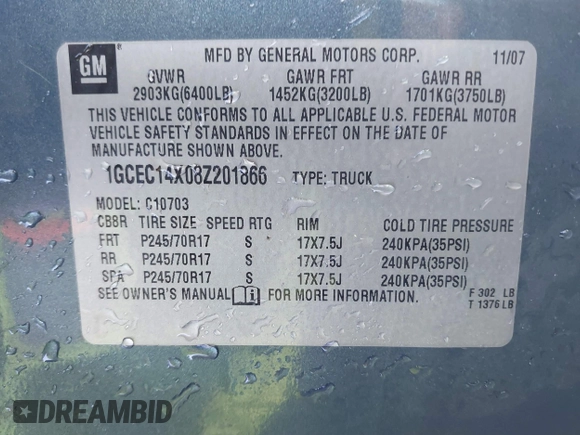 GM
MFD BY GENERAL MOTORS CORP. 11/07
GVWR GAWR FRT GAWR RR
2903KG(6400LB) 1452KG(3200LB) 1701KG(3750LB)
THIS VEHICLE CONFORMS TO ALL APPLICABLE U.S. FEDERAL MOTOR
VEHICLE SAFETY STANDARDS IN EFFECT ON THE DATE OF
MANUFACTURE SHOWN ABOVE.
1GCEC14X08Z201866 TYPE: TRUCK
MODEL: C10703
CB8R TIRE SIZE SPEED RTG RIM COLD TIRE PRESSURE
FRT P245/70R17 S 17X7.5J 240KPA(35PSI)
RR P245/70R17 S 17X7.5J 240KPA(35PSI)
SPA P245/70R17 S 17X7.5J 240KPA(35PSI)
SEE OWNER'S MANUAL i FOR MORE INFORMATION.
F 302 LB
T 1376 LB
DREAMBID